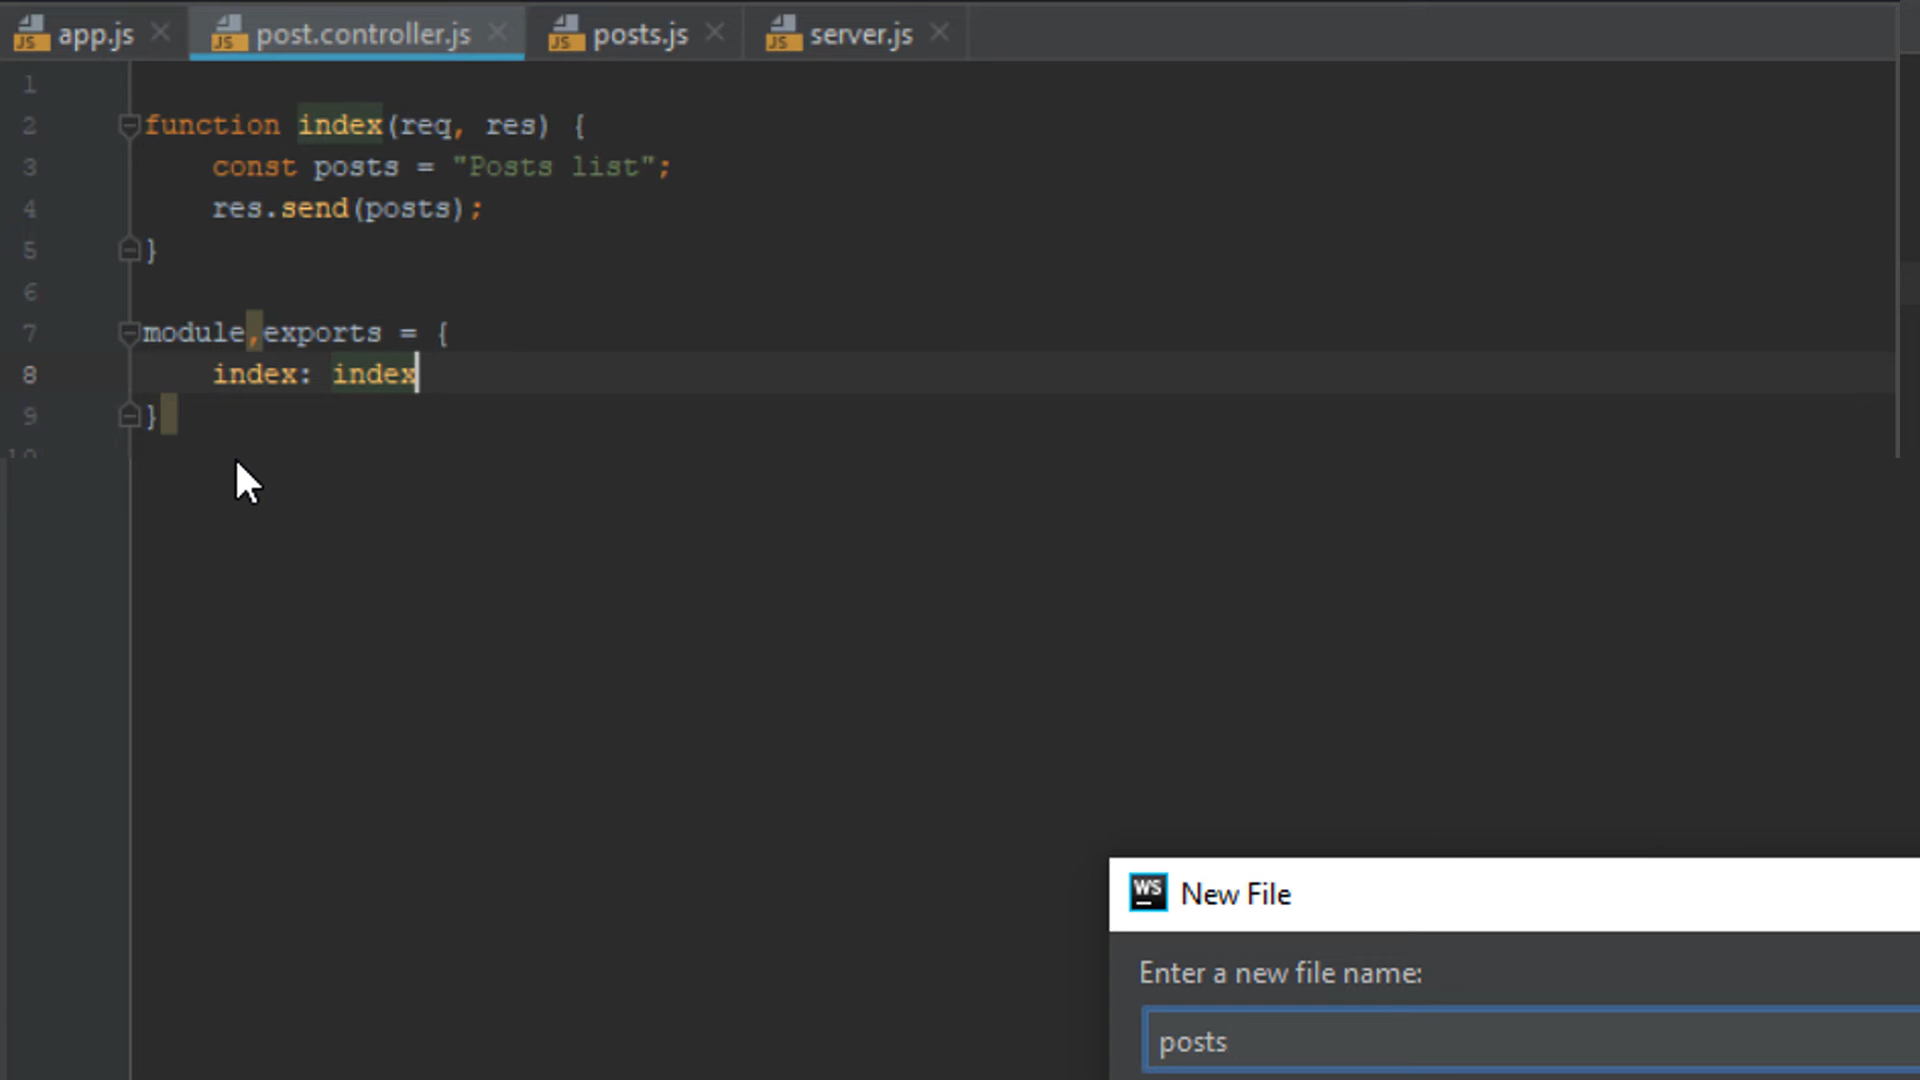 app.js post.controller.js posts.js server.js
1
2 function index(req, res) {
3 const posts = "Posts list";
4 res.send(posts);
5 }
6
7 module,exports = {
8 index: index
9 }
10
WS New File
Enter a new file name:
posts